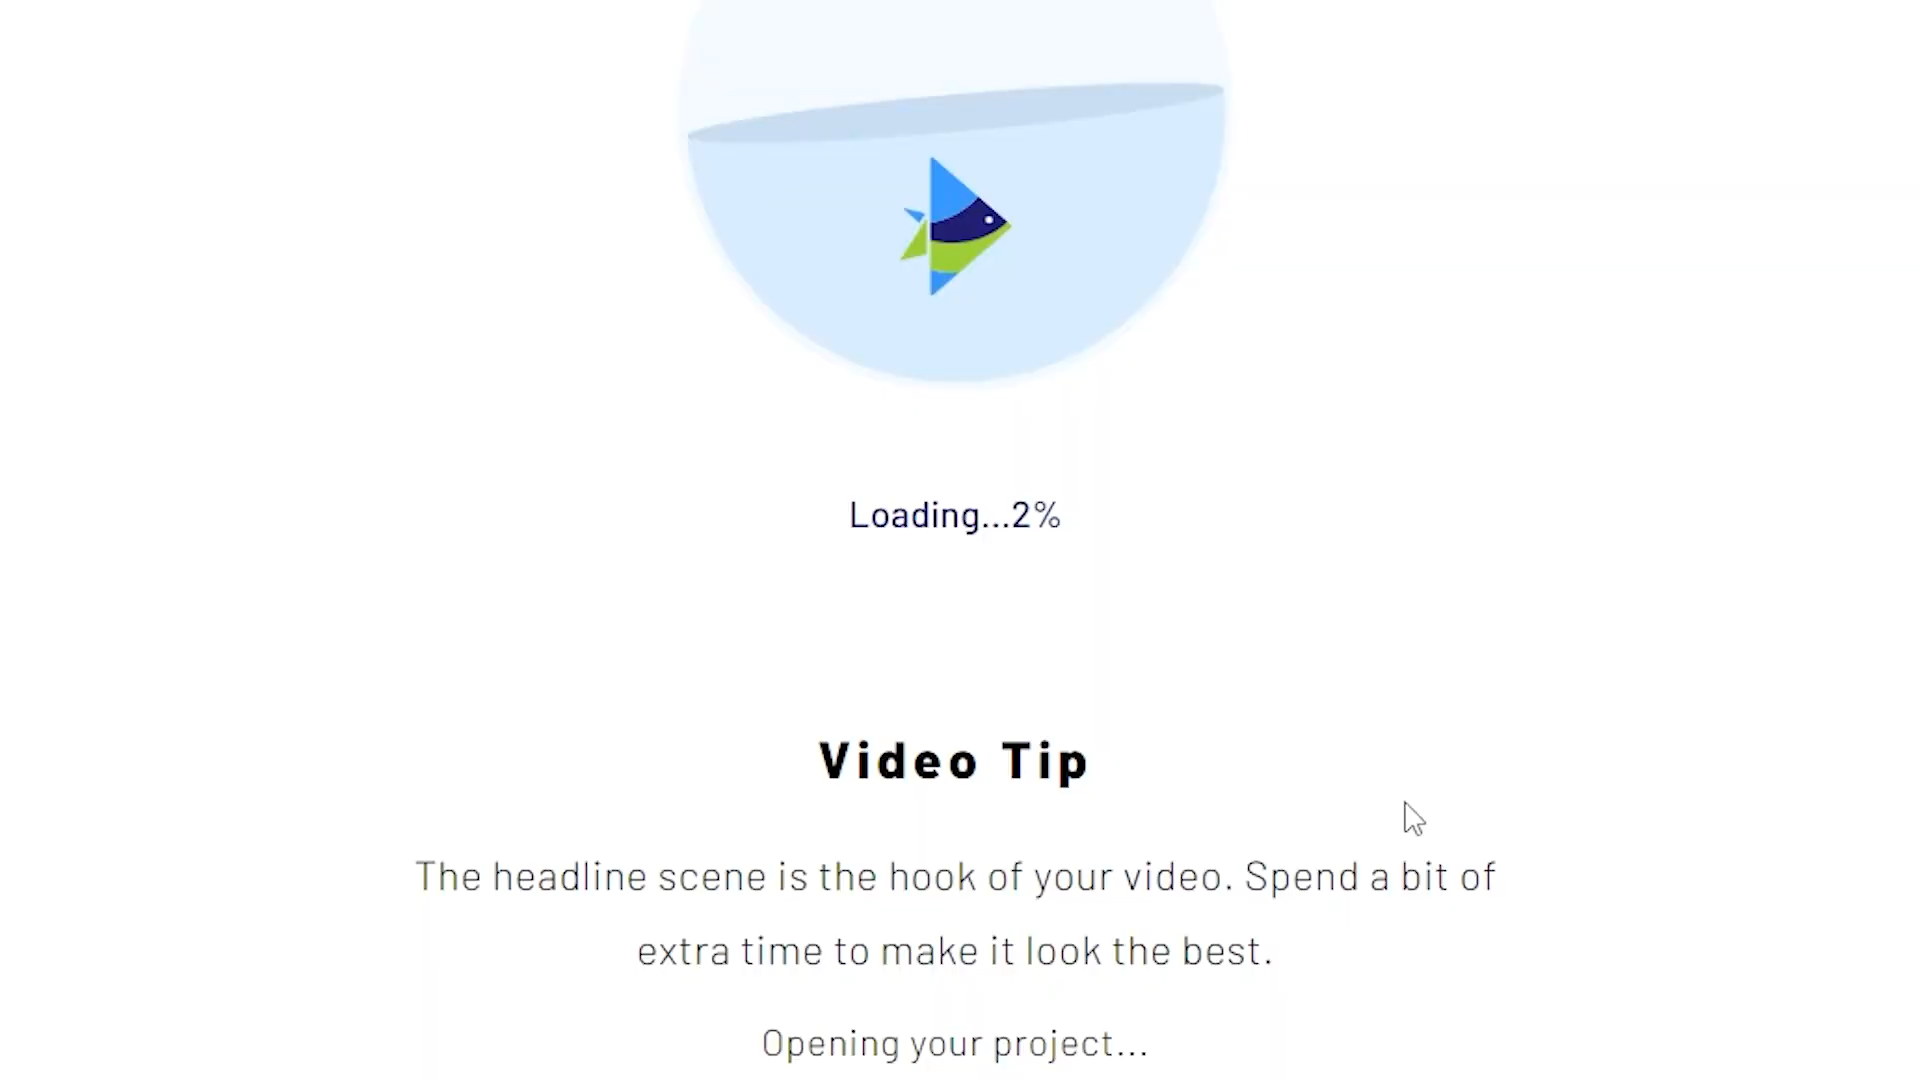 Loading...2%
Video Tip
The headline scene is the hook of your video. Spend a bit of
extra time to make it look the best.
Opening your project...